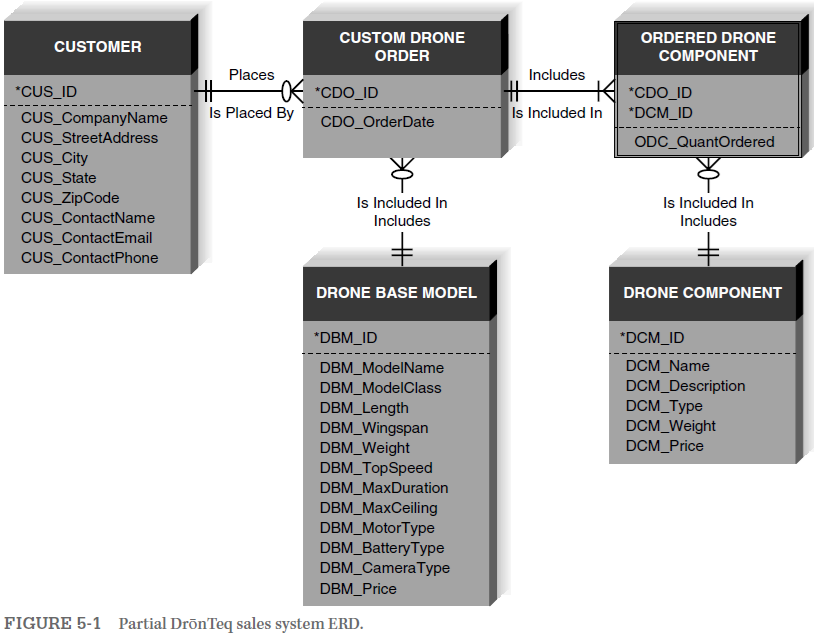 CUSTOMER
*CUS_ID
CUS_CompanyName
CUS_StreetAddress
CUS_City
CUS_State
CUS_ZipCode
CUS_ContactName
CUS_ContactEmail
CUS_ContactPhone
Places
Is Placed By
CUSTOM DRONE
ORDER
*CDO_ID
CDO_OrderDate
Includes
Is Included In
ORDERED DRONE
COMPONENT
*CDO_ID
*DCM_ID
ODC_QuantOrdered
Is Included In
Includes
Is Included In
Includes
DRONE BASE MODEL
*DBM_ID
DBM_ModelName
DBM_ModelClass
DBM_Length
DBM_Wingspan
DBM_Weight
DBM_TopSpeed
DBM_MaxDuration
DBM_MaxCeiling
DBM_MotorType
DBM_BatteryType
DBM_CameraType
DBM_Price
DRONE COMPONENT
*DCM_ID
DCM_Name
DCM_Description
DCM_Type
DCM_Weight
DCM_Price
FIGURE 5-1 Partial DrōnTeq sales system ERD.